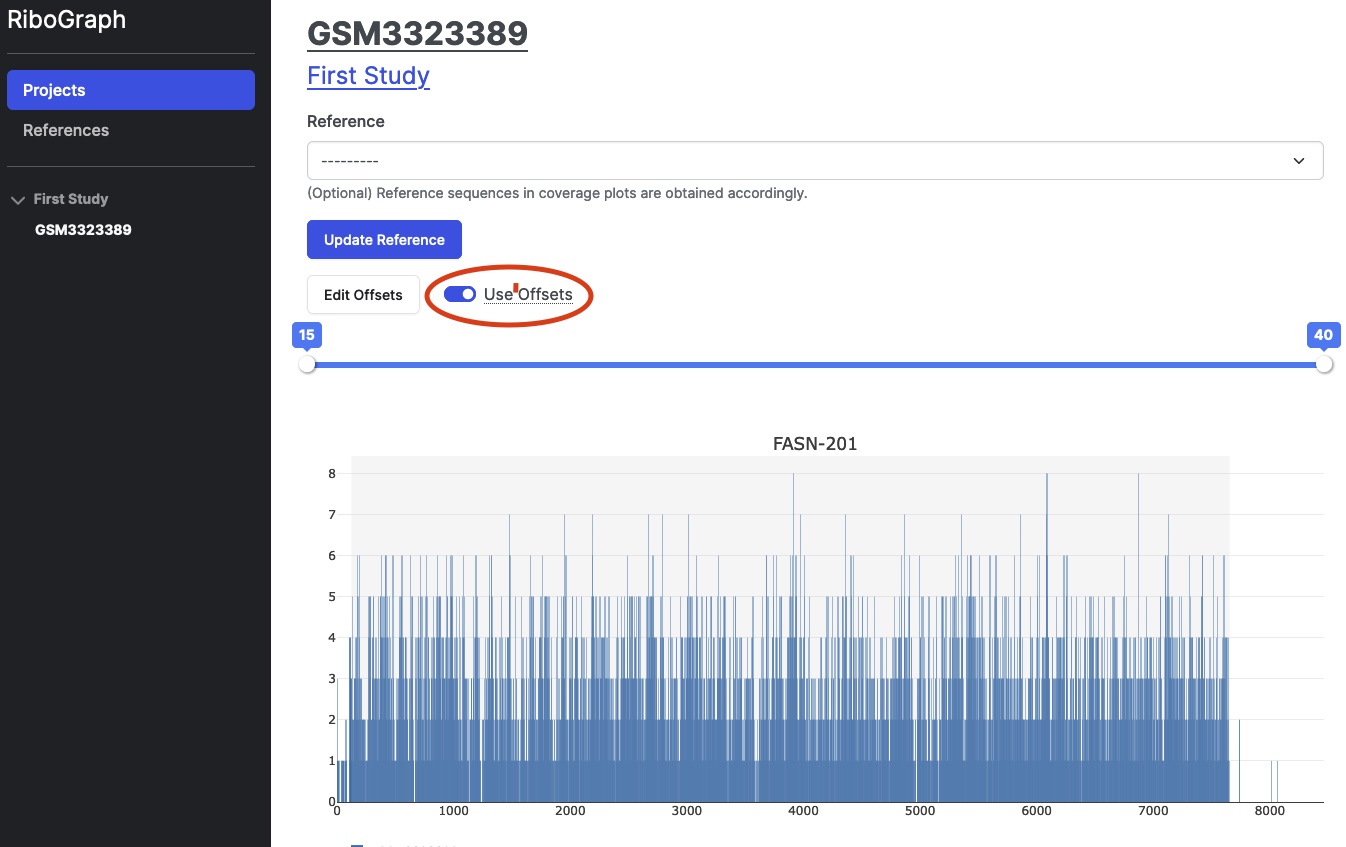 RiboGraph
Projects
References
First Study
GSM3323389
GSM3323389
First Study
Reference
---------
(Optional) Reference sequences in coverage plots are obtained accordingly.
Update Reference
Edit Offsets
Use Offsets
15
40
FASN-201
8
7
6
5
4
3
2
1
0
0 1000 2000 3000 4000 5000 6000 7000 8000